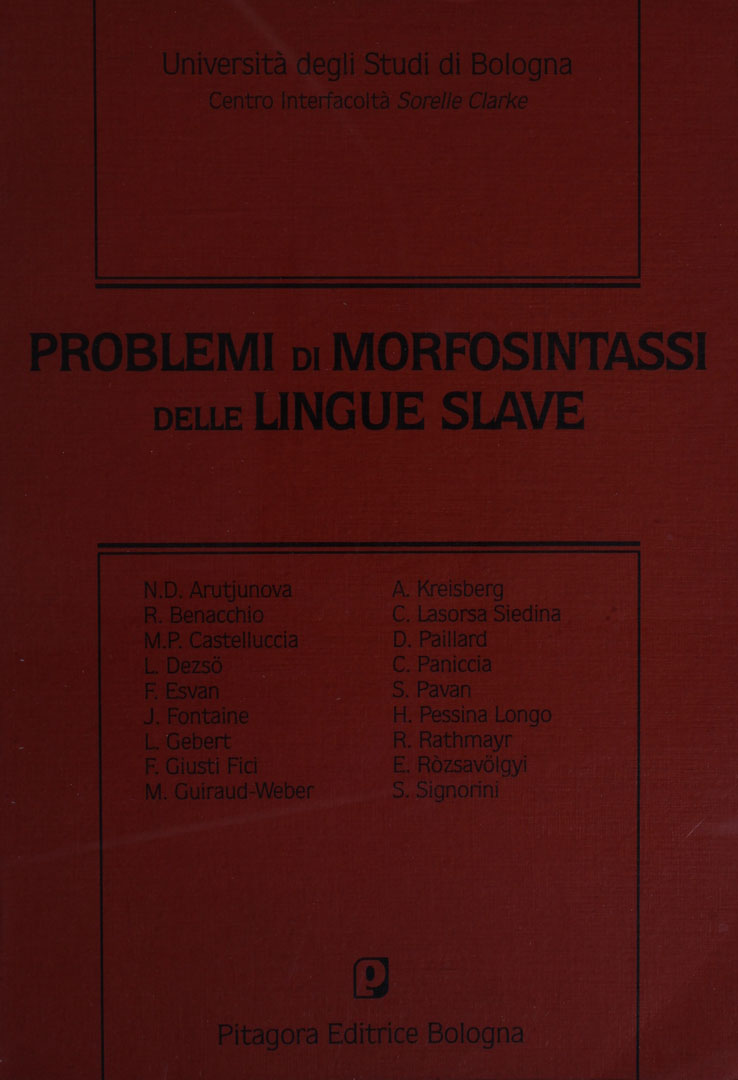 Università degli Studi di Bologna
Centro Interfacoltà Sorelle Clarke
PROBLEMI DI MORFOSINTASSI
DELLE LINGUE SLAVE
N.D. Arutjunova
R. Benacchio
M.P. Castelluccia
L. Dezsö
F. Esvan
J. Fontaine
L. Gebert
F. Giusti Fici
M. Guiraud-Weber
A. Kreisberg
C. Lasorsa Siedina
D. Paillard
C. Paniccia
S. Pavan
H. Pessina Longo
R. Rathmayr
E. Ròzsavölgyi
S. Signorini
P
Pitagora Editrice Bologna